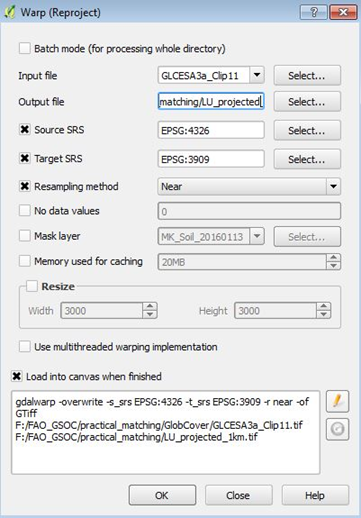 Warp (Reproject)
Batch mode (for processing whole directory)
Input file GLCESA3a_Clip11 Select...
Output file matching/LU_projected Select...
Source SRS EPSG:4326 Select...
Target SRS EPSG:3909 Select...
Resampling method Near
No data values 0
Mask layer MK_Soil_20160113 Select...
Memory used for caching 20MB
Resize
Width 3000 Height 3000
Use multithreaded warping implementation
Load into canvas when finished
gdalwarp -overwrite -s_srs EPSG:4326 -t_srs EPSG:3909 -r near -of
GTiff
F:/FAO_GSOC/practical_matching/GlobCover/GLCESA3a_Clip11.tif
F:/FAO_GSOC/practical_matching/LU_projected_1km.tif
OK Close Help